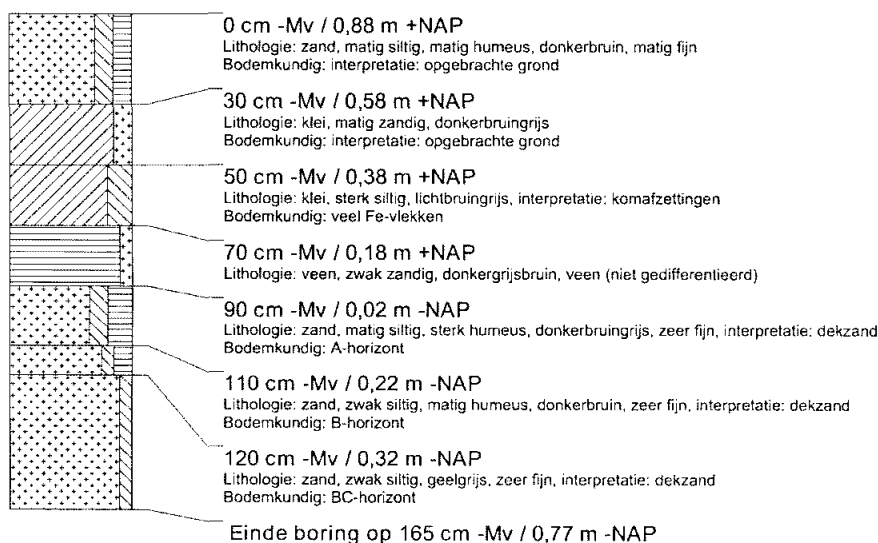 0 cm -Mv / 0,88 m +NAP
Lithologie: zand, matig siltig, matig humeus, donkerbruin, matig fijn
Bodemkundig: interpretatie: opgebrachte grond
30 cm -Mv / 0,58 m +NAP
Lithologie: klei, matig zandig, donkerbruingrijs
Bodemkundig: interpretatie: opgebrachte grond
50 cm -Mv / 0,38 m +NAP
Lithologie: klei, sterk siltig, lichtbruingrijs, interpretatie: komafzettingen
Bodemkundig: veel Fe-vlekken
70 cm -Mv / 0,18 m +NAP
Lithologie: veen, zwak zandig, donkergrijsbruin, veen (niet gedifferentieerd)
90 cm -Mv / 0,02 m -NAP
Lithologie: zand, matig siltig, sterk humeus, donkerbruingrijs, zeer fijn, interpretatie: dekzand
Bodemkundig: A-horizont
110 cm -Mv / 0,22 m -NAP
Lithologie: zand, zwak siltig, matig humeus, donkerbruin, zeer fijn, interpretatie: dekzand
Bodemkundig: B-horizont
120 cm -Mv / 0,32 m -NAP
Lithologie: zand, zwak siltig, geelgrijs, zeer fijn, interpretatie: dekzand
Bodemkundig: BC-horizont
Einde boring op 165 cm -Mv / 0,77 m -NAP